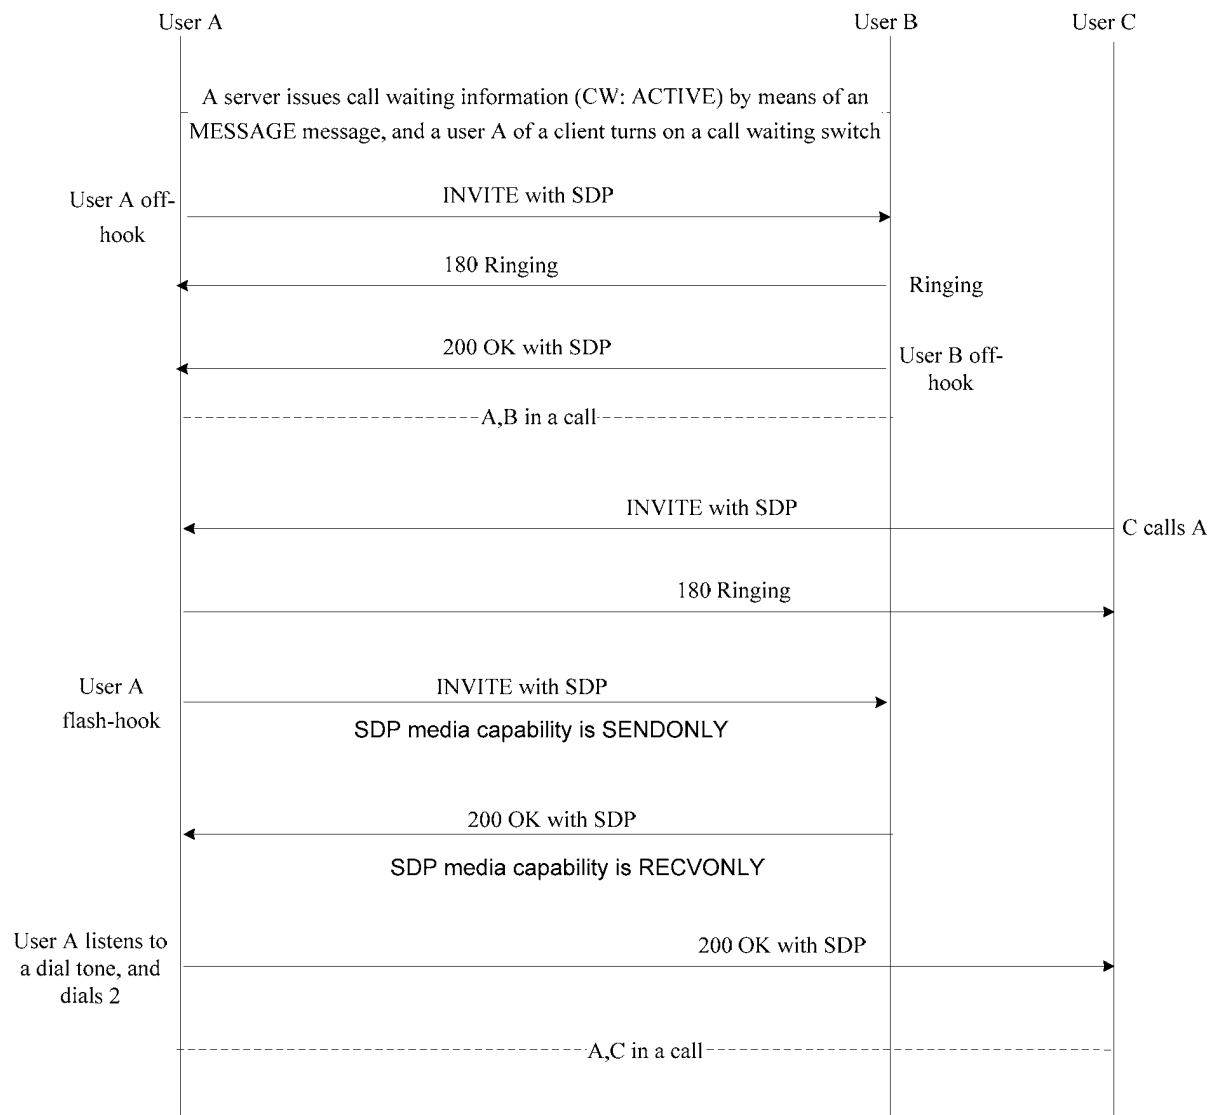 User A
User B
User C
A server issues call waiting information (CW: ACTIVE) by means of an
MESSAGE message, and a user A of a client turns on a call waiting switch
User A off-
hook
INVITE with SDP
180 Ringing
Ringing
200 OK with SDP
User B off-
hook
A,B in a call
INVITE with SDP
C calls A
180 Ringing
User A
flash-hook
INVITE with SDP
SDP media capability is SENDONLY
200 OK with SDP
SDP media capability is RECVONLY
User A listens to
a dial tone, and
dials 2
200 OK with SDP
A,C in a call